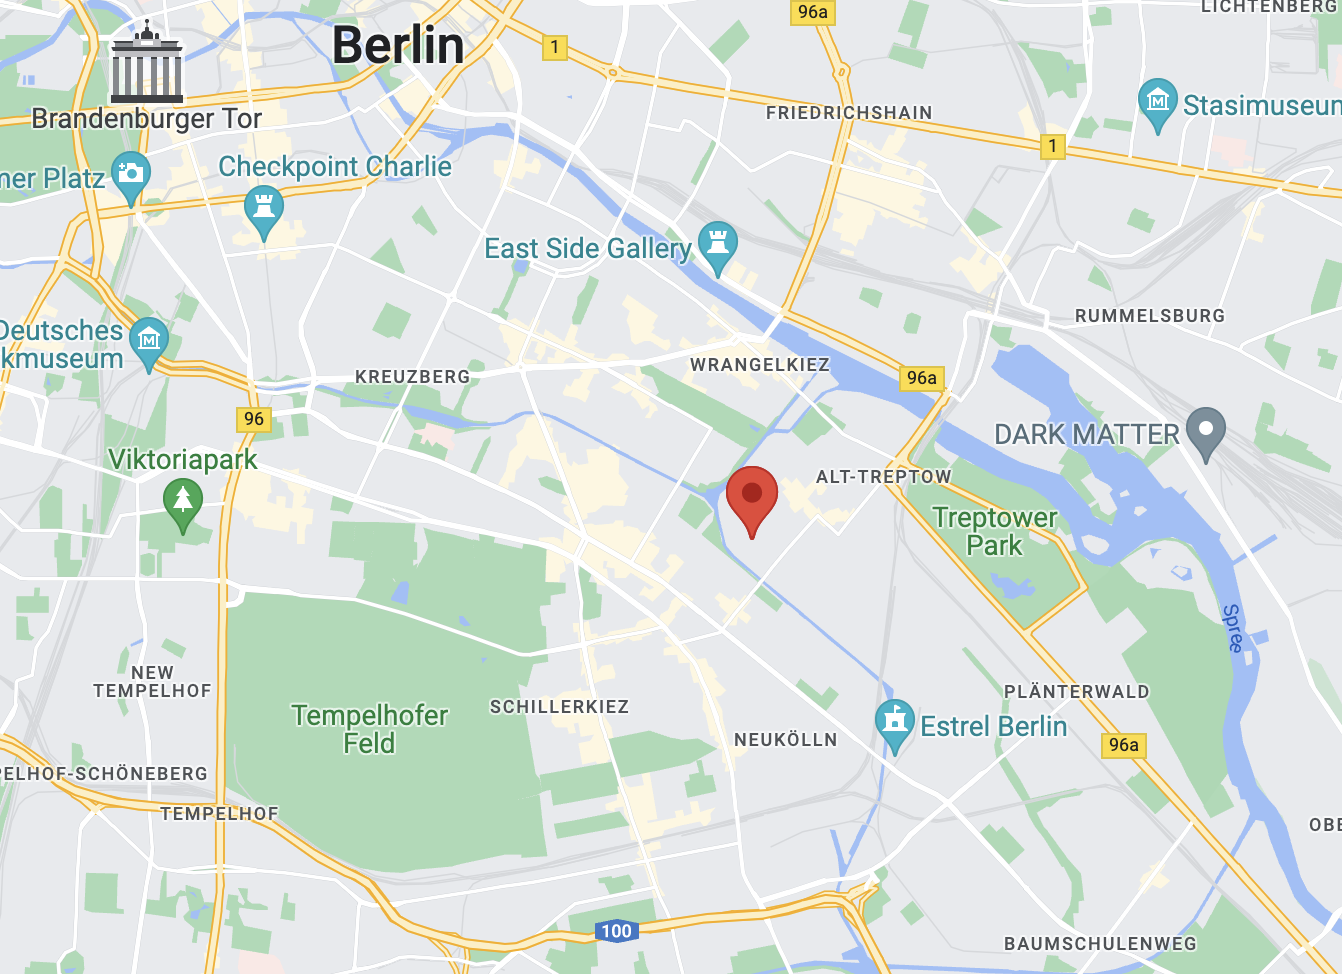 LICHTENBERG
96a
Berlin
1
Brandenburger Tor
FRIEDRICHSHAIN
Stasimuseum
1
Checkpoint Charlie
mer Platz
East Side Gallery
RUMMELSBURG
Deutsches
kmuseum
WRANGELKIEZ
KREUZBERG
96a
96
DARK MATTER
Viktoriapark
ALT-TREPTOW
Treptower
Park
Spree
NEW
TEMPELHOF
PLÄNTERWALD
SCHILLERKIEZ
Tempelhofer
Feld
Estrel Berlin
NEUKÖLLN
96a
PELHOF-SCHÖNEBERG
TEMPELHOF
OBE
100
BAUMSCHULENWEG